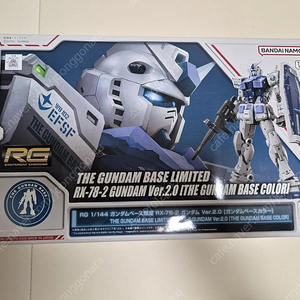 BANDAI NAMCO
WB 102
EFSF
THE GUNDAM BASE LIMITED
RX-78-2 GUNDAM Ver.2.0 [THE GUNDAM BASE COLOR]
RG
RG 1/144 ガンダムベース限定 RX-78-2 ガンダム Ver.2.0 [ガンダムベースカラー]
THE GUNDAM BASE LIMITED RX-78-2 GUNDAM Ver.2.0 [THE GUNDAM BASE COLOR]